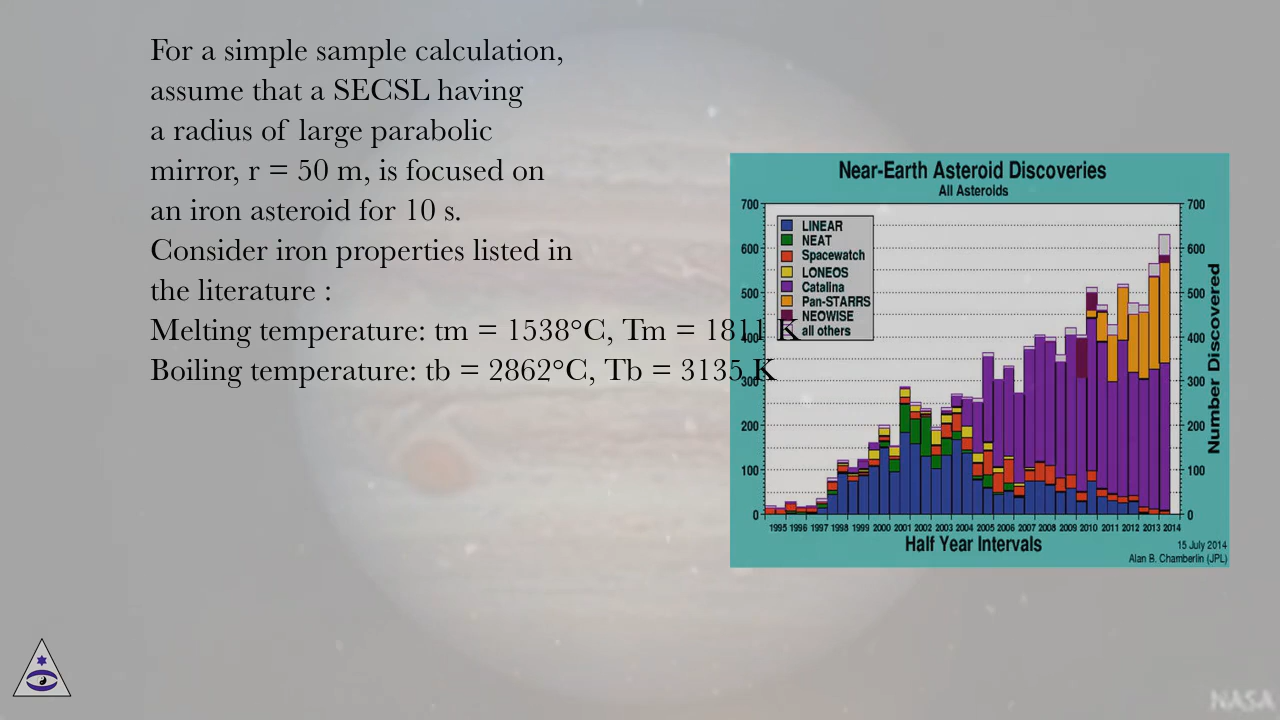 For a simple sample calculation,
assume that a SECSL having
a radius of large parabolic
mirror, r = 50 m, is focused on
an iron asteroid for 10 s.
Consider iron properties listed in
the literature :
Melting temperature: tm = 1538°C, Tm = 1811 K
Boiling temperature: tb = 2862°C, Tb = 3135 K
Near-Earth Asteroid Discoveries
All Asteroids
700 700
LINEAR
NEAT
600 600
Spacewatch
LONEOS
Catalina
500 500
Pan-STARRS
NEOWISE
all others
400 400
300 300
200 200
100 100
0 0
Number Discovered
1995 1996 1997 1998 1999 2000 2001 2002 2003 2004 2005 2006 2007 2008 2009 2010 2011 2012 2013 2014
Half Year Intervals
15 July 2014
Alan B. Chamberlin (JPL)
NASA